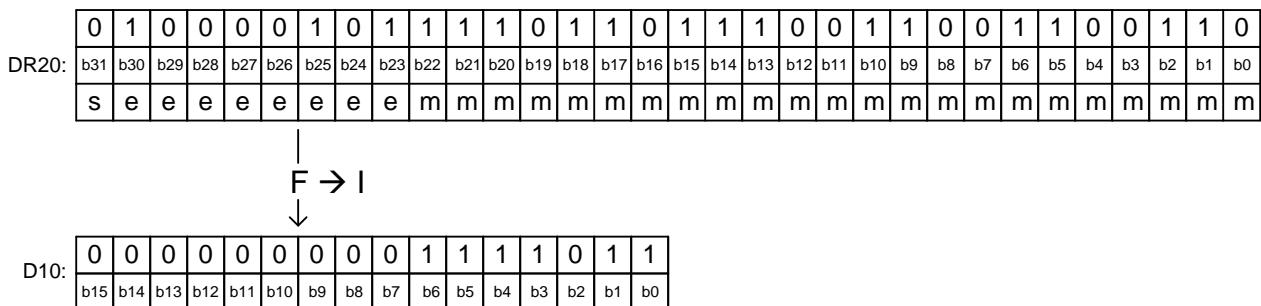 0 1 0 0 0 0 1 0 1 1 1 1 0 1 1 0 1 1 1 0 0 1 1 0 0 1 1 0 0 1 1 0
DR20: b31 b30 b29 b28 b27 b26 b25 b24 b23 b22 b21 b20 b19 b18 b17 b16 b15 b14 b13 b12 b11 b10 b9 b8 b7 b6 b5 b4 b3 b2 b1 b0
s e e e e e e e e m m m m m m m m m m m m m m m m m m m m m m m
F → I
0 0 0 0 0 0 0 0 0 1 1 1 1 0 1 1
D10: b15 b14 b13 b12 b11 b10 b9 b8 b7 b6 b5 b4 b3 b2 b1 b0